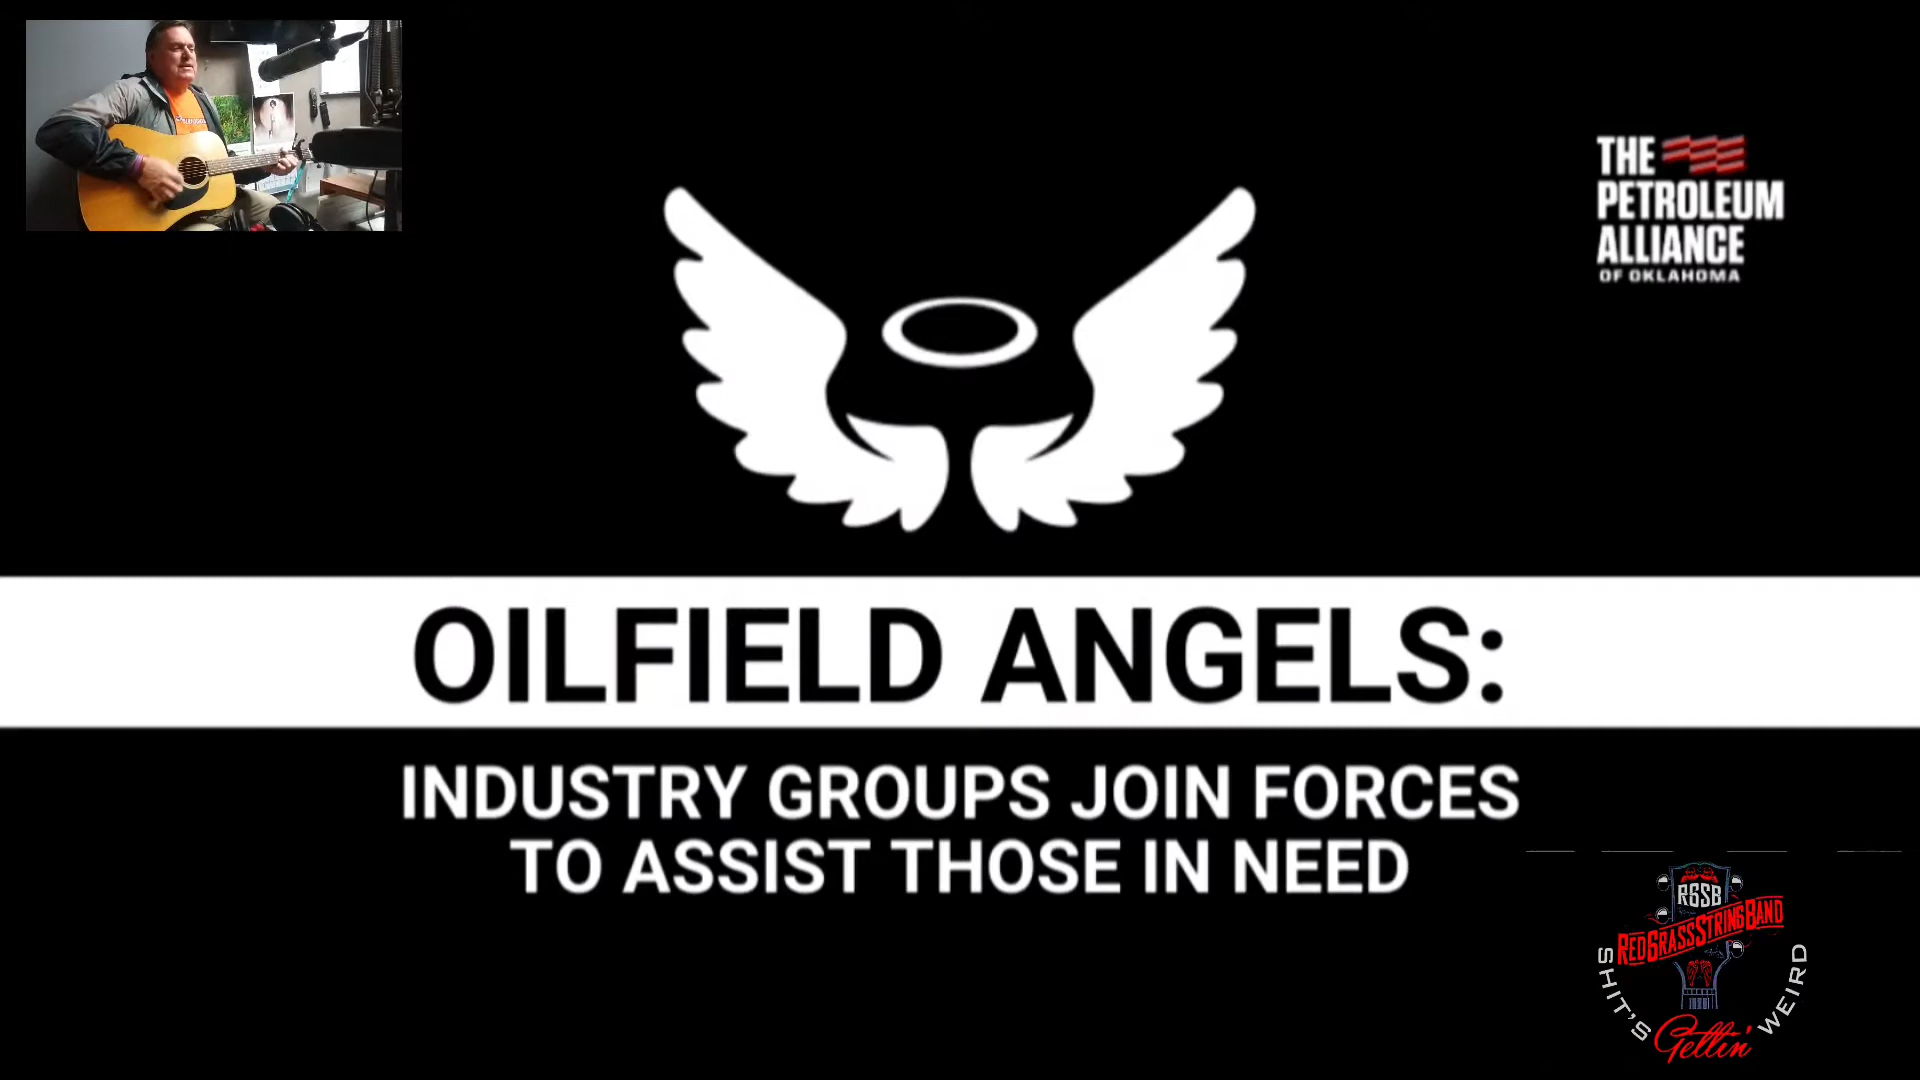 THE
PETROLEUM
ALLIANCE
OF OKLAHOMA
OILFIELD ANGELS:
INDUSTRY GROUPS JOIN FORCES
TO ASSIST THOSE IN NEED
RGSB
REDGRASSSTRINGBAND
SHIT'S Gettin' WEIRD